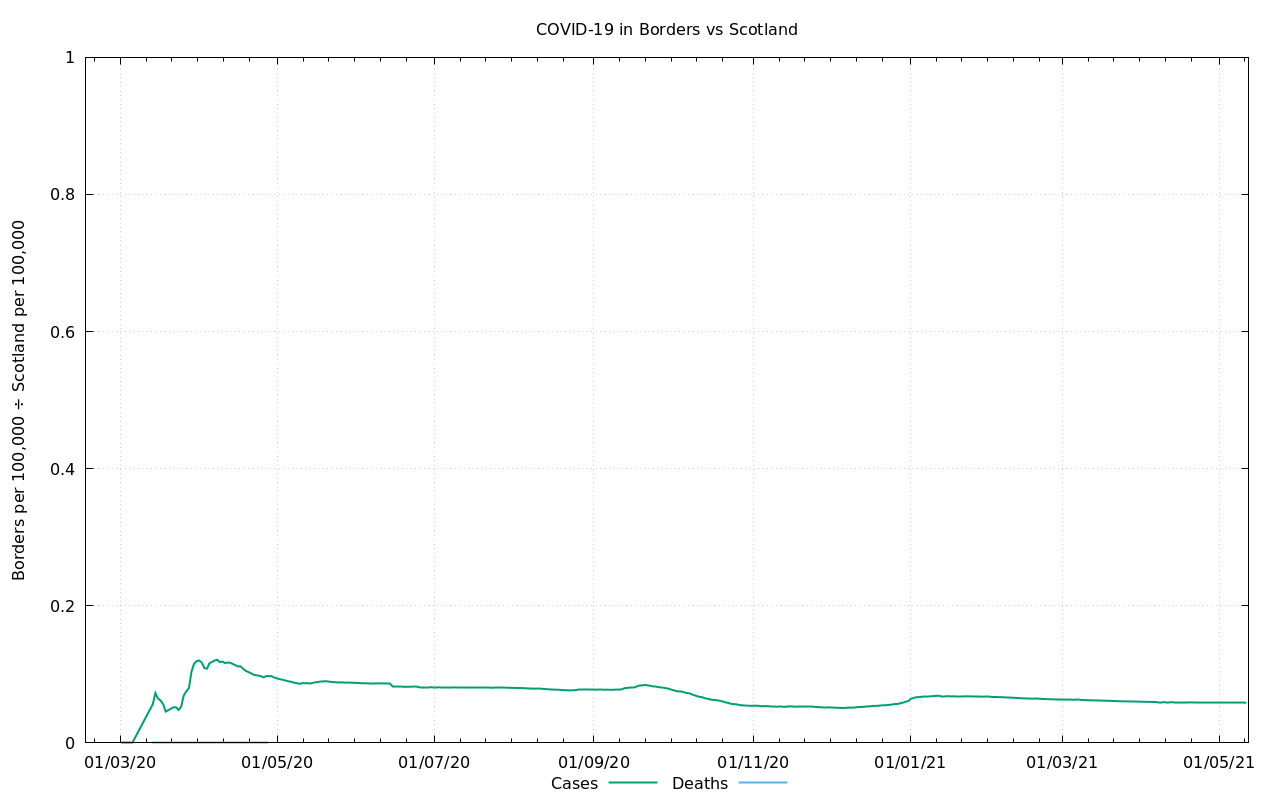 COVID-19 in Borders vs Scotland
Borders per 100,000 ÷ Scotland per 100,000
1
0.8
0.6
0.4
0.2
0
01/03/20 01/05/20 01/07/20 01/09/20 01/11/20 01/01/21 01/03/21 01/05/21
Cases Deaths